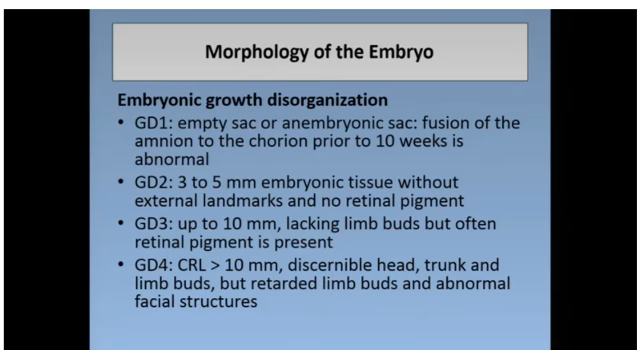 Morphology of the Embryo
Embryonic growth disorganization
• GD1: empty sac or anembryonic sac: fusion of the
amnion to the chorion prior to 10 weeks is
abnormal
• GD2: 3 to 5 mm embryonic tissue without
external landmarks and no retinal pigment
• GD3: up to 10 mm, lacking limb buds but often
retinal pigment is present
• GD4: CRL > 10 mm, discernible head, trunk and
limb buds, but retarded limb buds and abnormal
facial structures